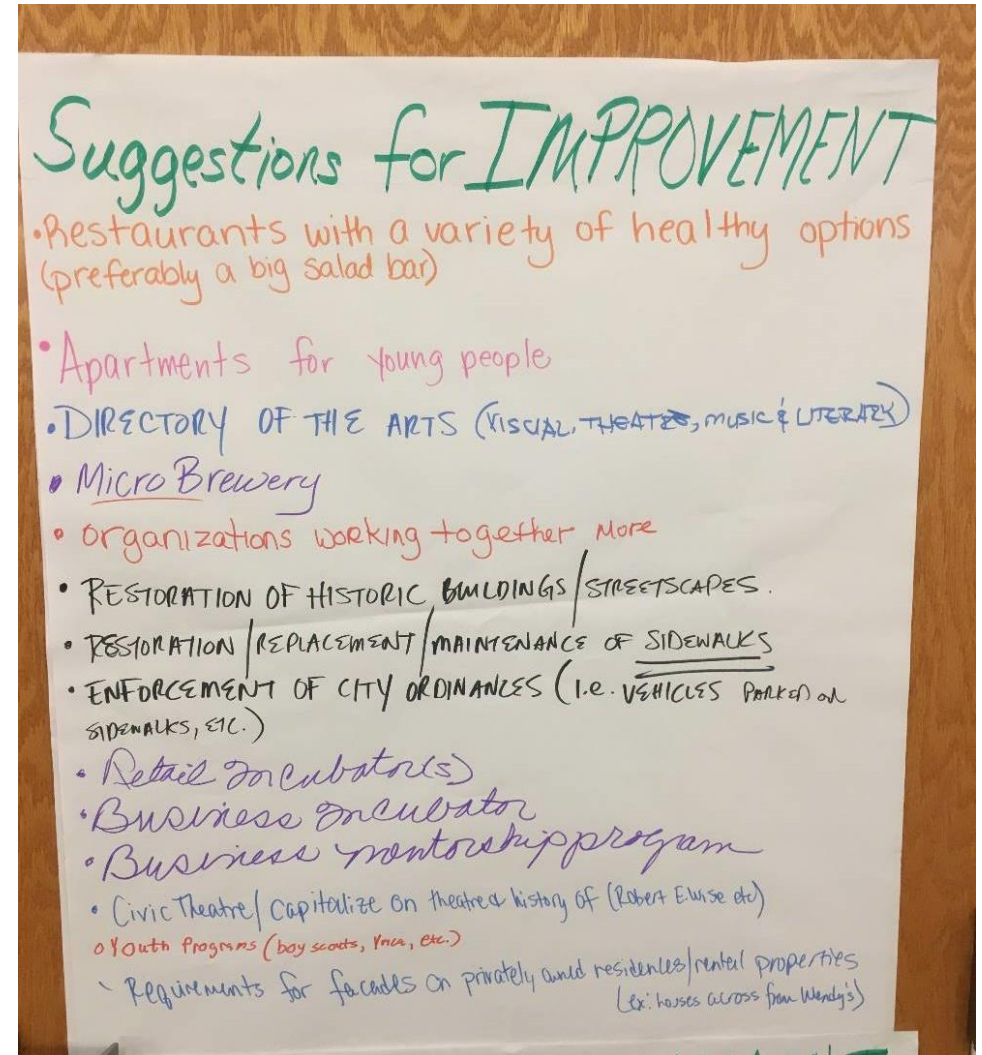 Suggestions for IMPROVEMENT
• Restaurants with a variety of healthy options
(preferably a big salad bar)
• Apartments for young people
• DIRECTORY OF THE ARTS (VISUAL, THEATRE, MUSIC & LITERARY)
• Micro Brewery
• organizations working together more
• RESTORATION OF HISTORIC BUILDINGS/STREETSCAPES.
• RESTORATION/REPLACEMENT/MAINTENANCE OF SIDEWALKS
• ENFORCEMENT OF CITY ORDINANCES (i.e. VEHICLES PARKED ON
SIDEWALKS, ETC.)
• Retail Incubator(s)
• Business Incubator
• Business mentorship program
• Civic Theatre/ Capitalize on theatre & history of (Robert E. Wise etc)
o Youth Programs (boy scouts, Ymca, etc.)
Requirements for facades on privately owned residences/rental properties
(ex: houses across from Wendy's)